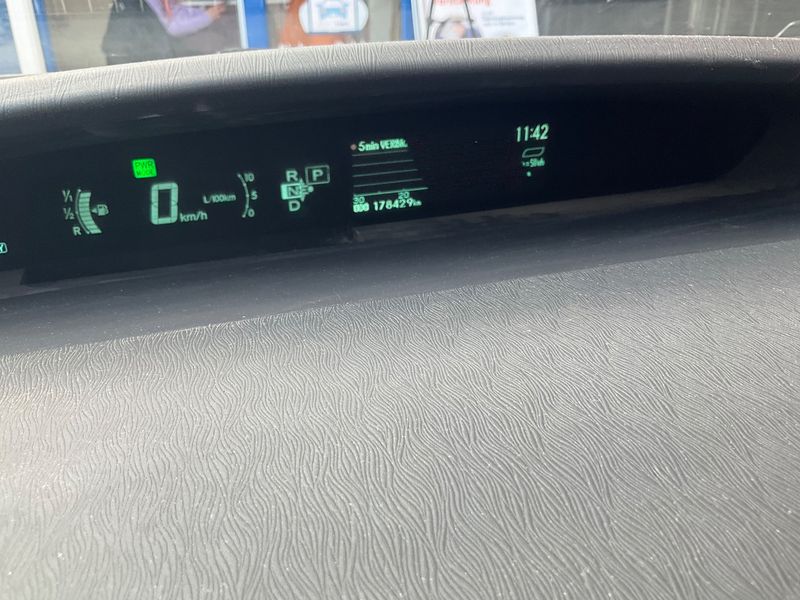 PWR
MODE
1/1
1/2
R
0 km/h
L/100km
10
5
0
R P
N
D
5min VERBR.
30 20
ODO 178429km
11:42